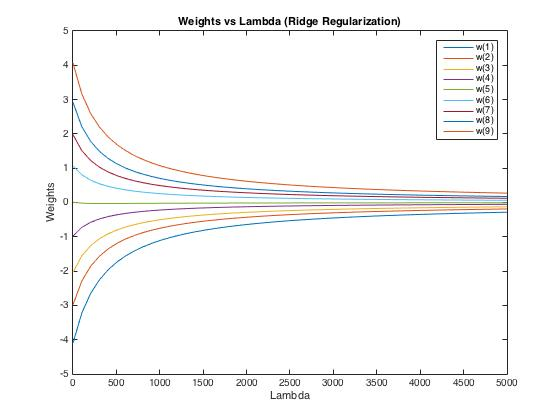 Weights vs Lambda (Ridge Regularization)
5
4
3
2
1
0
-1
-2
-3
-4
-5
Weights
w(1)
w(2)
w(3)
w(4)
w(5)
w(6)
w(7)
w(8)
w(9)
0 500 1000 1500 2000 2500 3000 3500 4000 4500 5000
Lambda